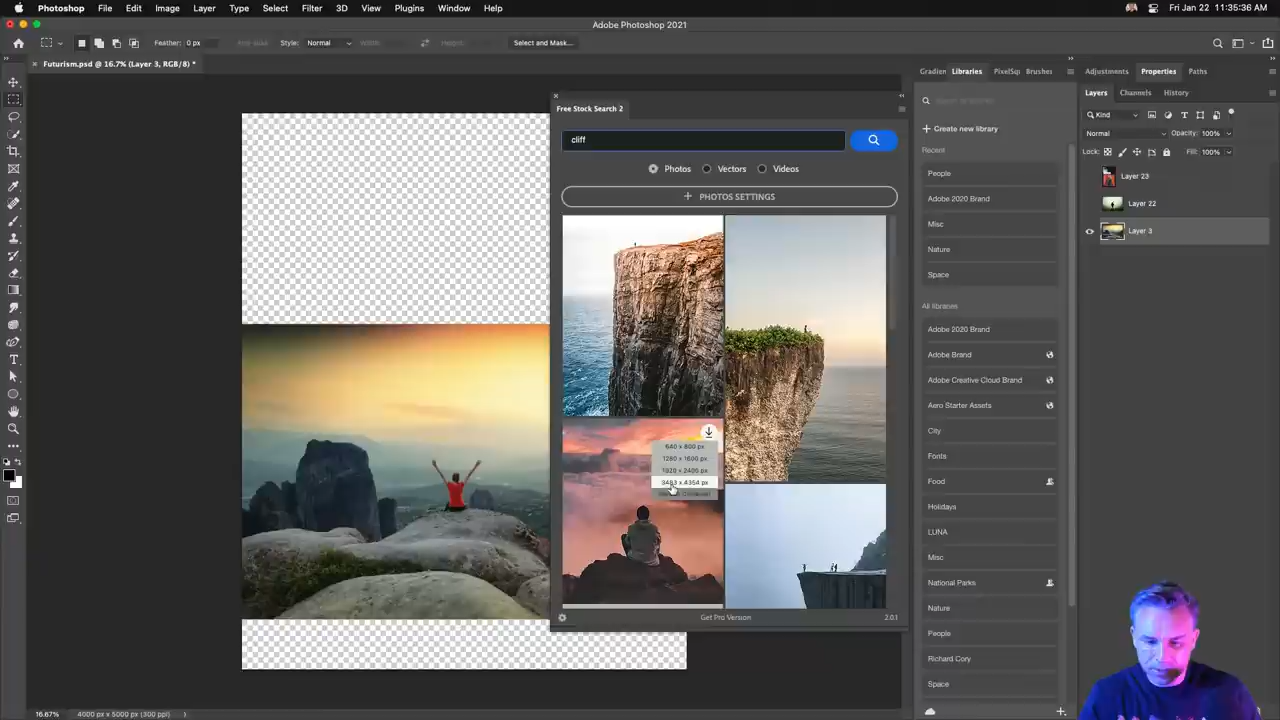 Photoshop File Edit Image Layer Type Select Filter 3D View Plugins Window Help Fri Jan 22 11:35:36 AM
Adobe Photoshop 2021
Feather: 0 px Style: Normal Width: Height: Select and Mask...
Futurism.psd @ 16.7% (Layer 3, RGB/8) *
Gradien Libraries PixelSq Brushes
Create new library
Recent
People
Adobe 2020 Brand
Misc
Nature
Space
All libraries
Adobe 2020 Brand
Adobe Brand
Adobe Creative Cloud Brand
Aero Starter Assets
City
Fonts
Food
Holidays
LUNA
Misc
National Parks
Nature
People
Richard Cory
Space
Adjustments Properties Paths
Layers Channels History
Kind
Normal Opacity: 100%
Lock: Fill: 100%
Layer 23
Layer 22
Layer 3
Free Stock Search 2
cliff
Photos Vectors Videos
PHOTOS SETTINGS
640 x 800 px
1280 x 1600 px
1920 x 2400 px
3483 x 4354 px
Get Pro Version 2.0.1
16.67% 4000 px x 5000 px (300 ppi)